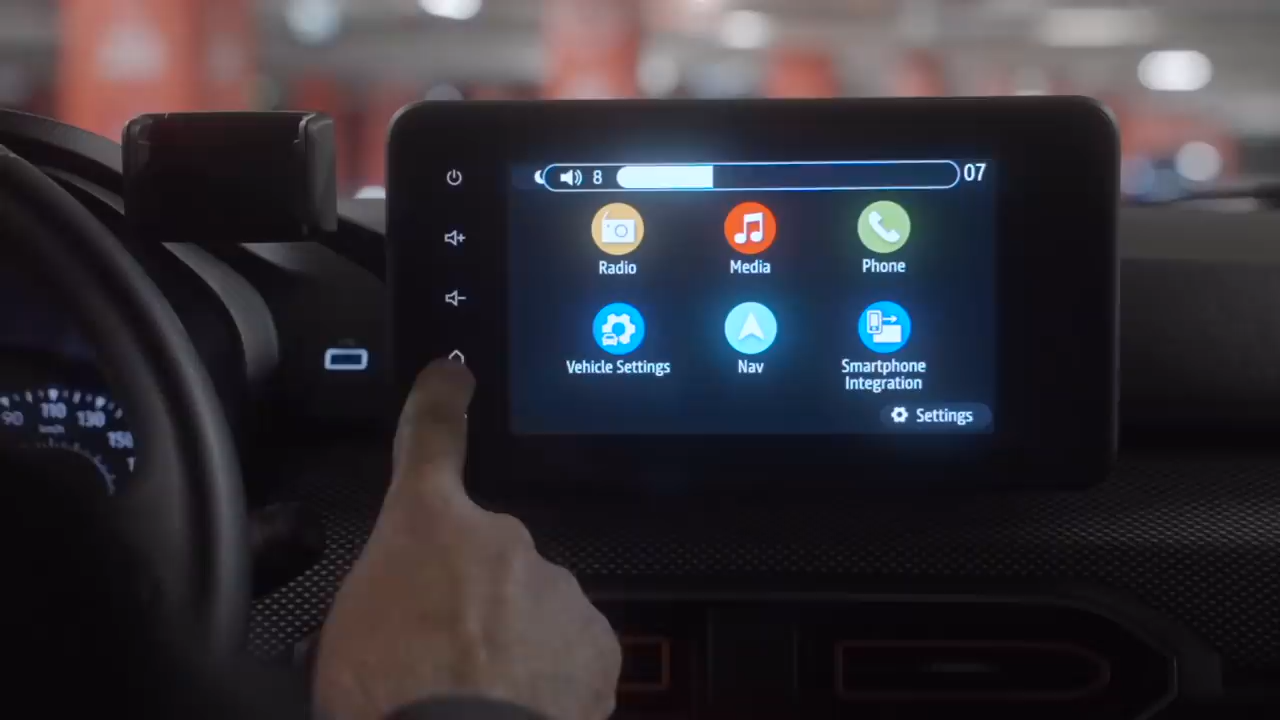 8
07
Radio
Media
Phone
Vehicle Settings
Nav
Smartphone
Integration
Settings
90
110
130
150
km/h